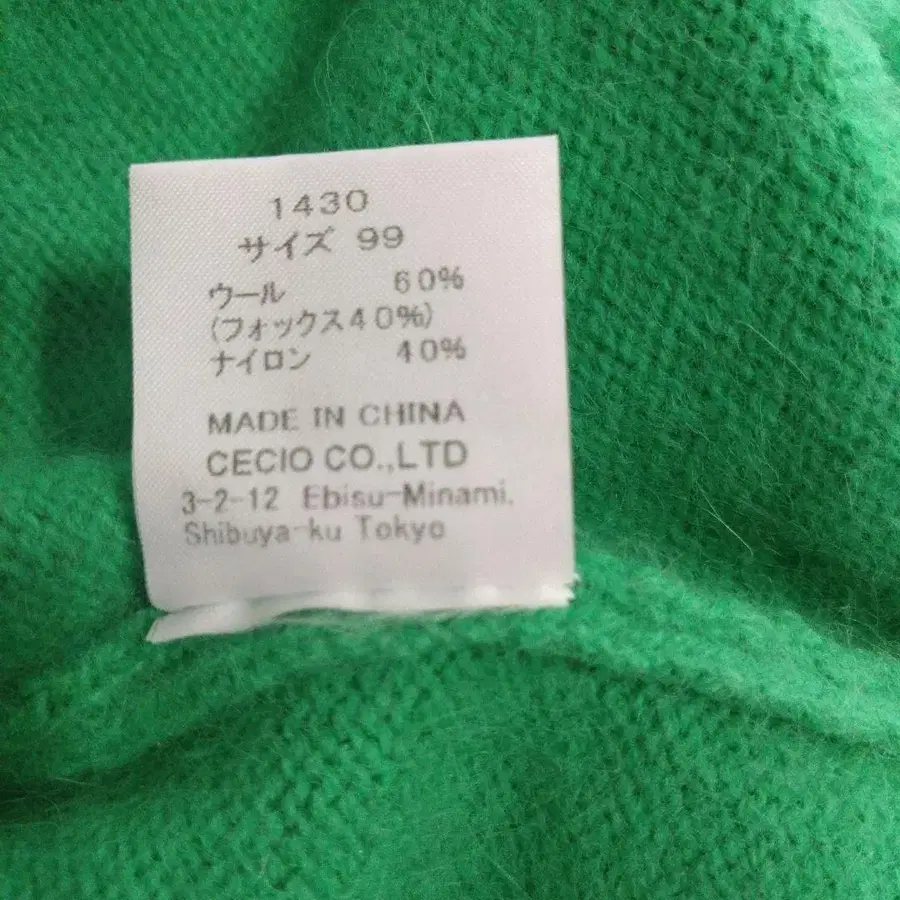 1430
サイズ 99
ウール 60%
(フォックス40%)
ナイロン 40%
MADE IN CHINA
CECIO CO.,LTD
3-2-12 Ebisu-Minami.
Shibuya-ku Tokyo